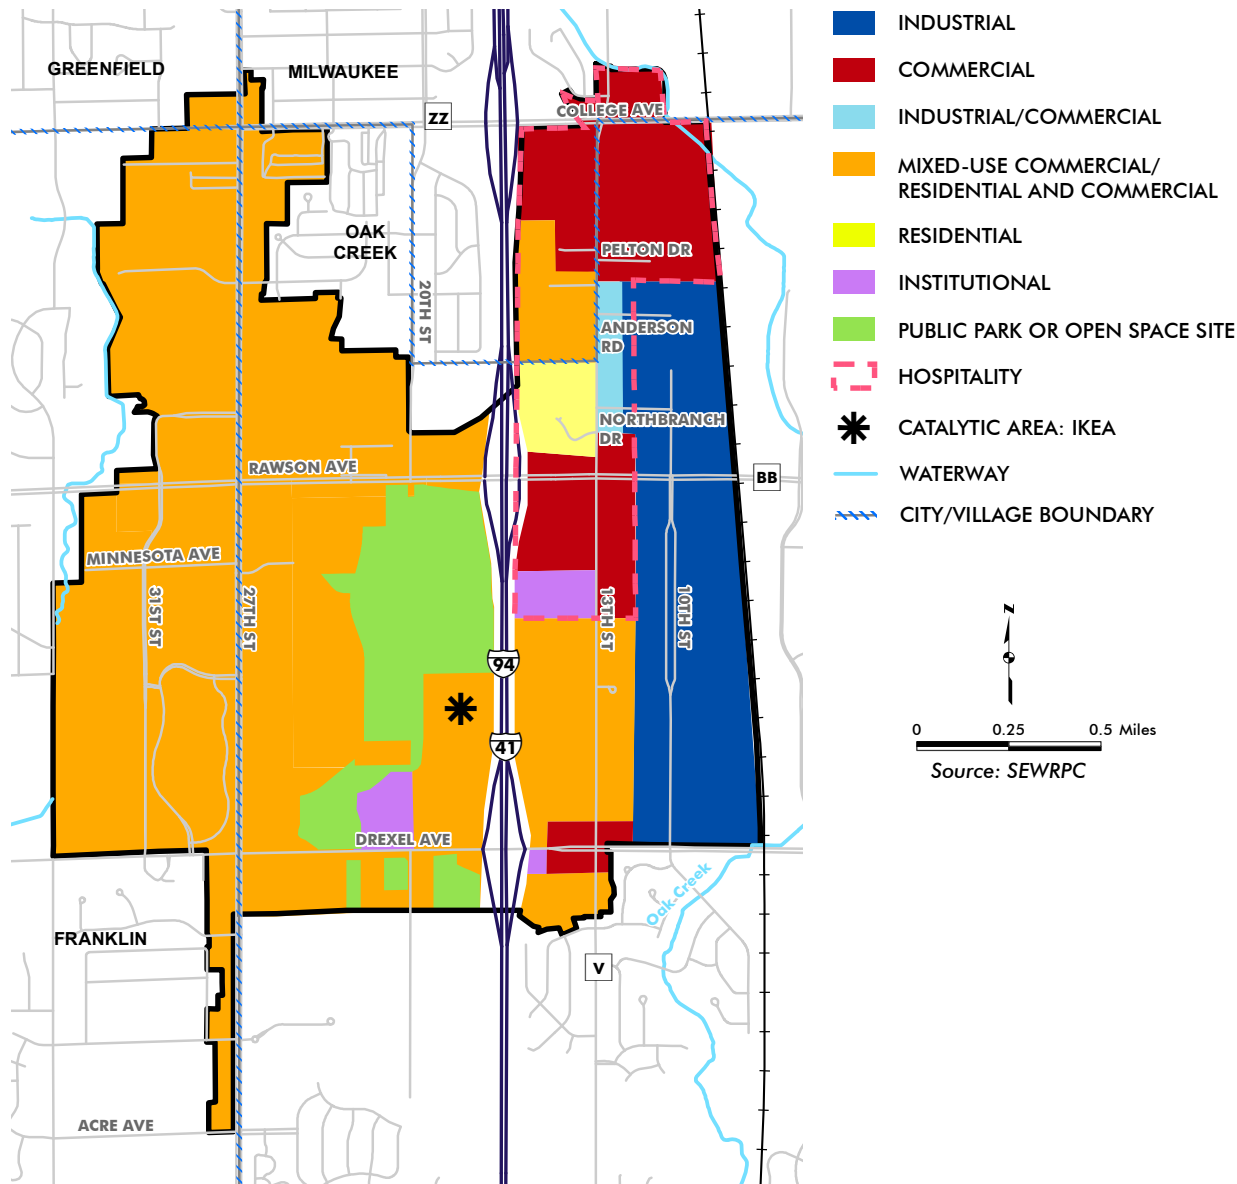 GREENFIELD
MILWAUKEE
ZZ
COLLEGE AVE
OAK
CREEK
PELTON DR
20TH ST
ANDERSON
RD
NORTHBRANCH
DR
RAWSON AVE
BB
MINNESOTA AVE
31ST ST
27TH ST
13TH ST
10TH ST
94
41
DREXEL AVE
Oak Creek
FRANKLIN
V
ACRE AVE
INDUSTRIAL
COMMERCIAL
INDUSTRIAL/COMMERCIAL
MIXED-USE COMMERCIAL/
RESIDENTIAL AND COMMERCIAL
RESIDENTIAL
INSTITUTIONAL
PUBLIC PARK OR OPEN SPACE SITE
HOSPITALITY
CATALYTIC AREA: IKEA
WATERWAY
CITY/VILLAGE BOUNDARY
N
0 0.25 0.5 Miles
Source: SEWRPC